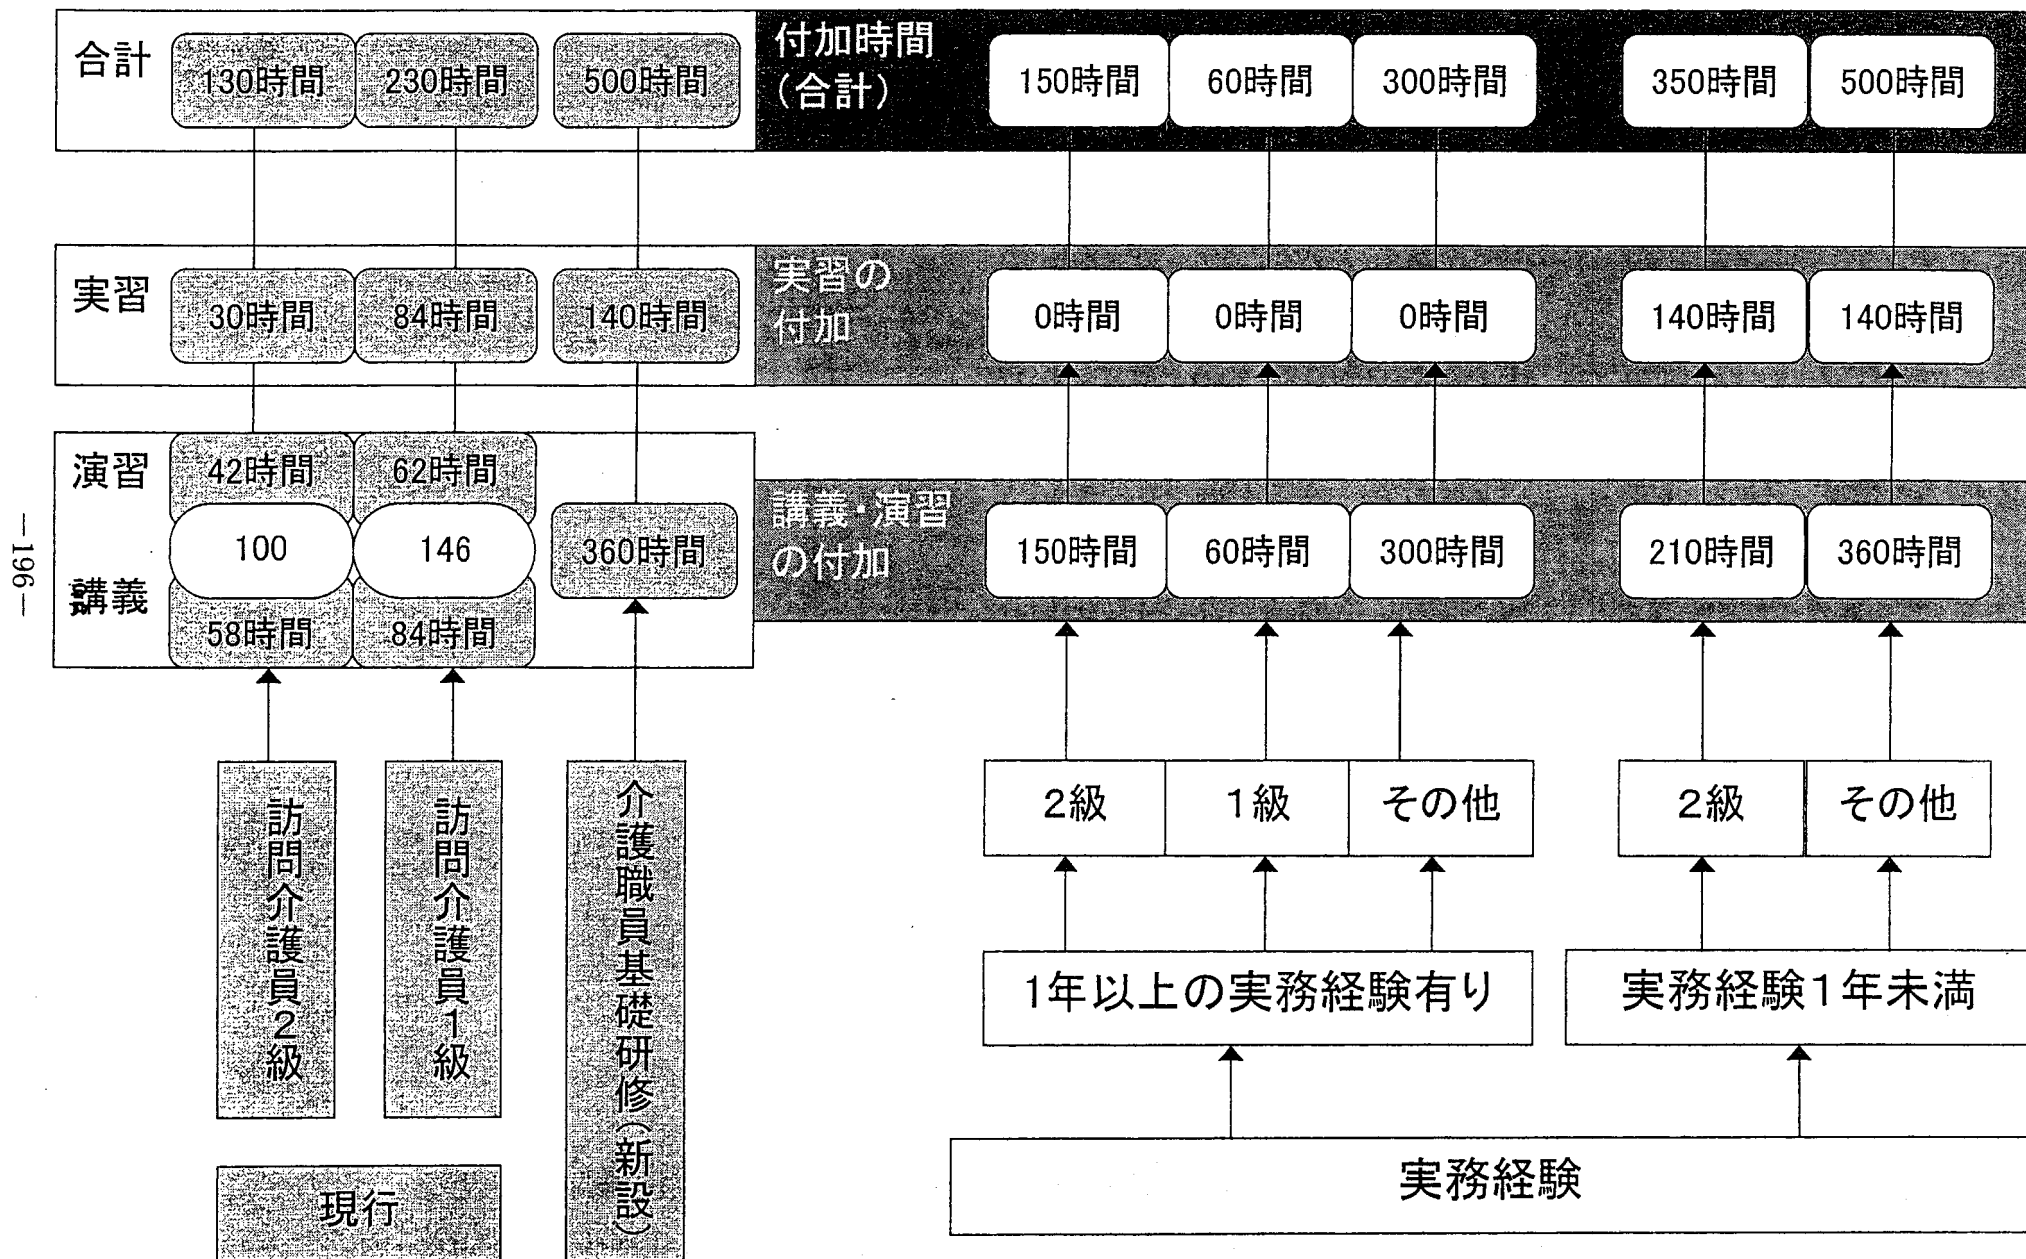 合計
130時間
230時間
500時間
付加時間
(合計)
150時間
60時間
300時間
350時間
500時間
実習
30時間
84時間
140時間
実習の
付加
0時間
0時間
0時間
140時間
140時間
演習
42時間
62時間
100
146
360時間
講義
58時間
84時間
講義・演習
の付加
150時間
60時間
300時間
210時間
360時間
—196—
訪問介護員2級
訪問介護員1級
介護職員基礎研修(新設)
現行
2級
1級
その他
2級
その他
1年以上の実務経験有り
実務経験1年未満
実務経験